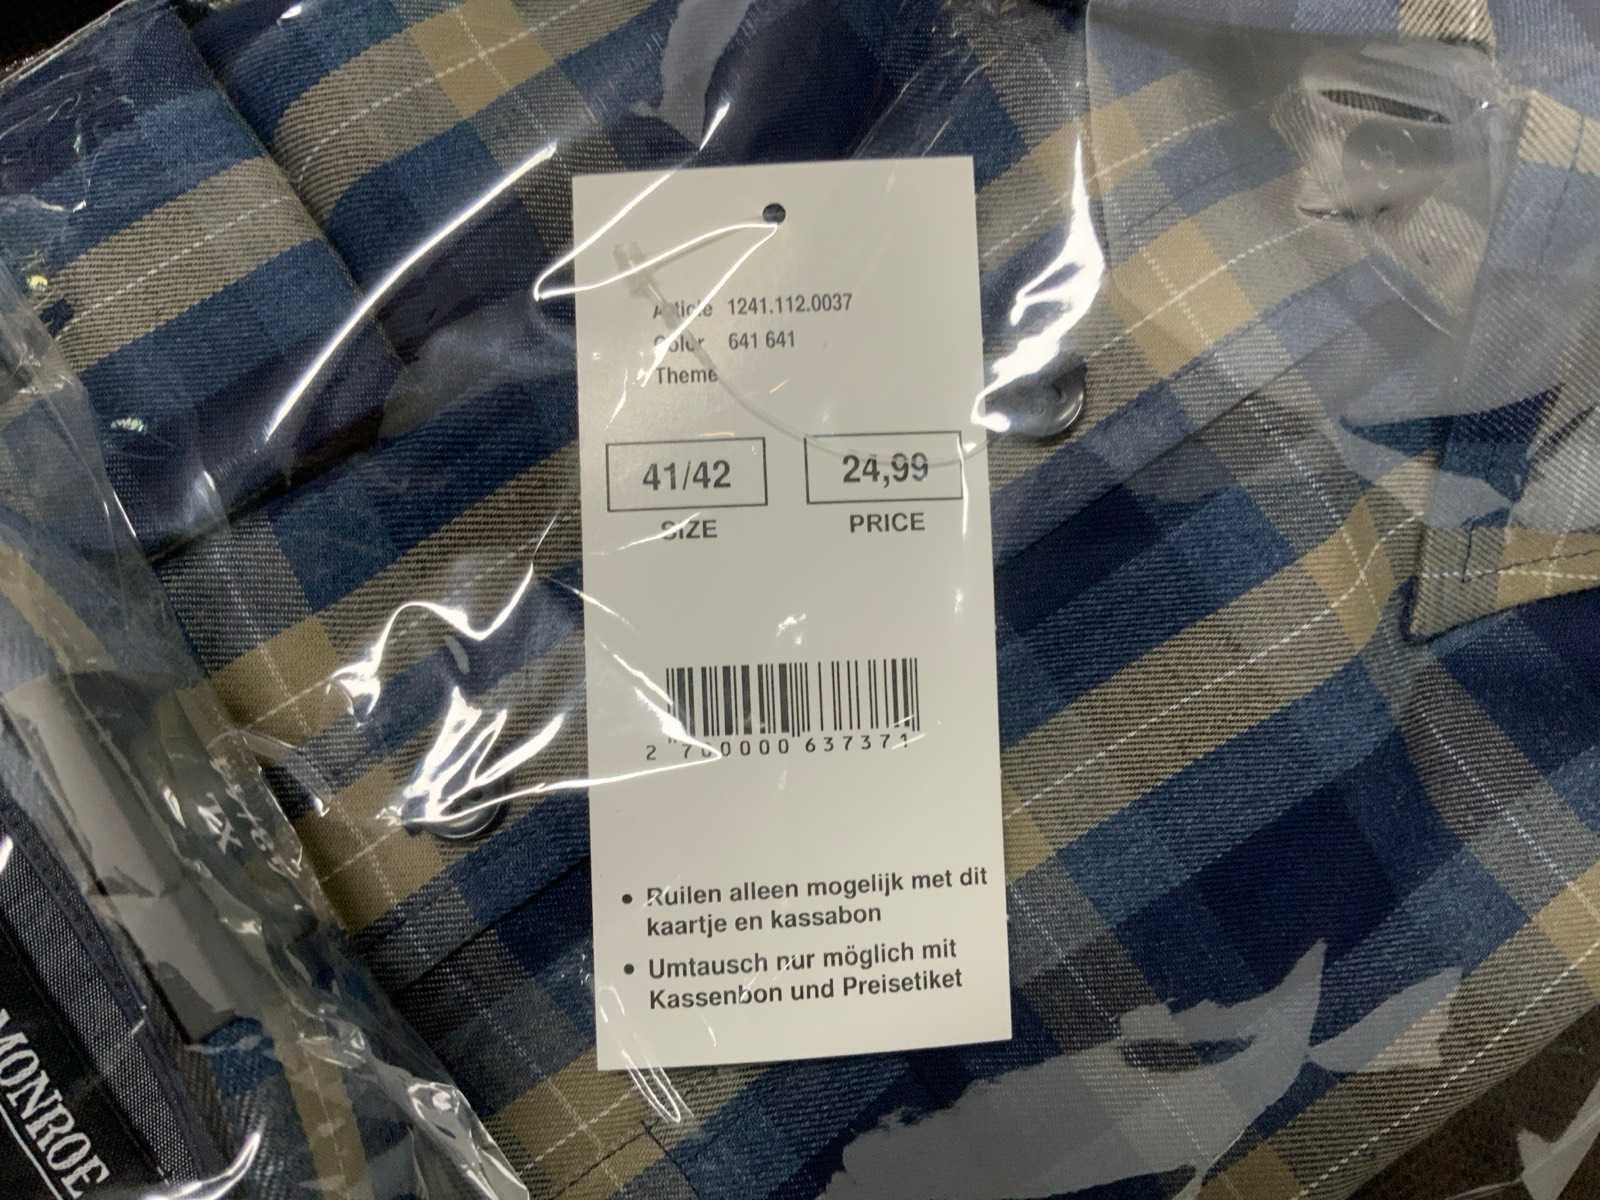 Article 1241.112.0037
Color 641 641
Theme
41/42
SIZE
24,99
PRICE
2 700000 637371
• Ruilen alleen mogelijk met dit
kaartje en kassabon
• Umtausch nur möglich mit
Kassenbon und Preisetiket
MONROE